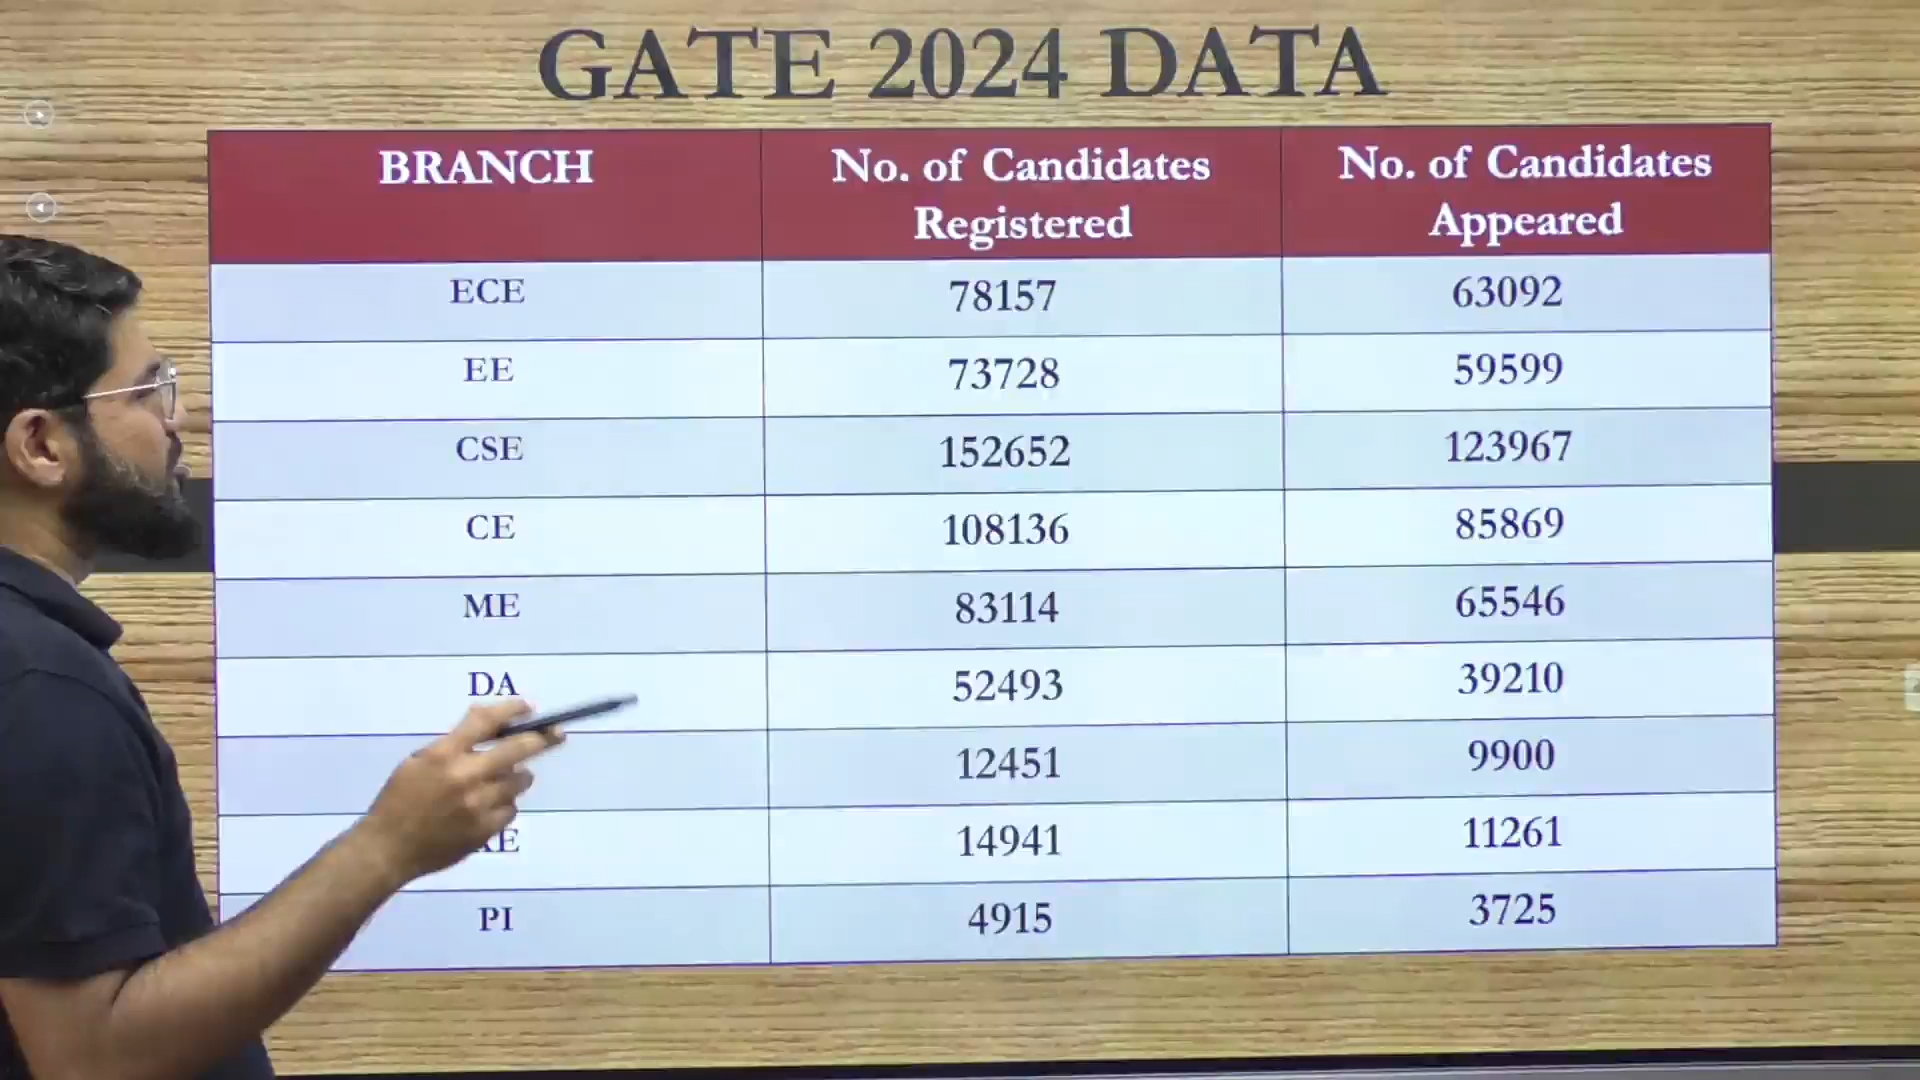 GATE 2024 DATA
BRANCH No. of Candidates Registered No. of Candidates Appeared
ECE 78157 63092
EE 73728 59599
CSE 152652 123967
CE 108136 85869
ME 83114 65546
DA 52493 39210
12451 9900
14941 11261
PI 4915 3725